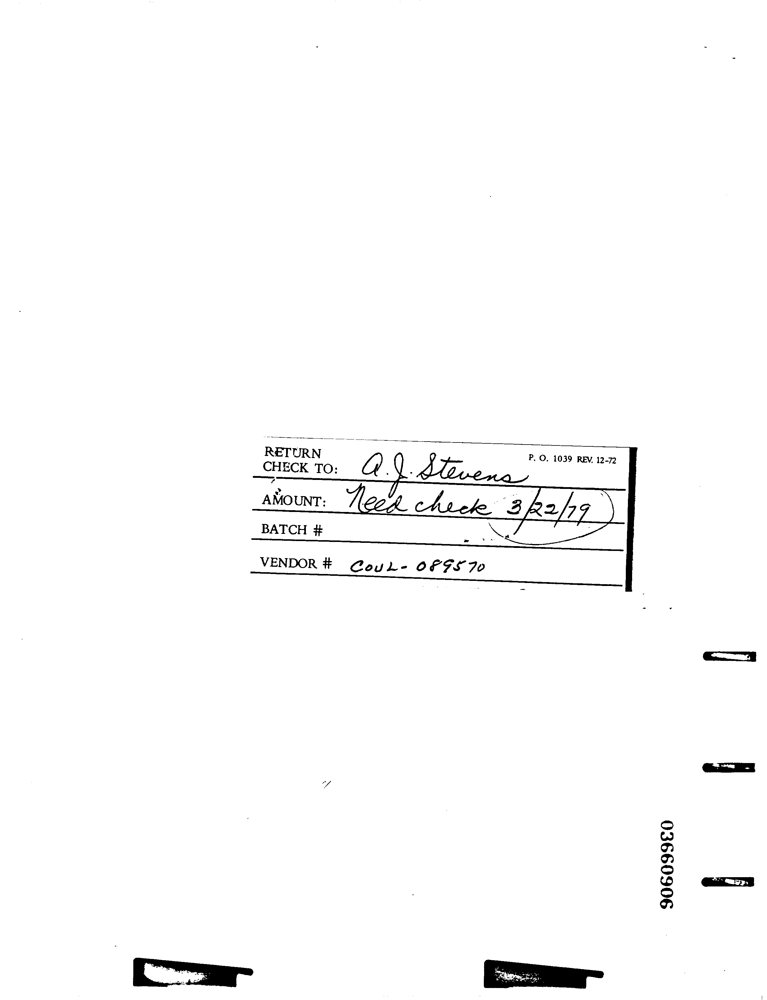 RETURN
CHECK TO: A. J. Stevens P. O. 1039 REV. 12-72
AMOUNT: Need check 3/22/79
BATCH #
VENDOR # COUL- 089570
03660906